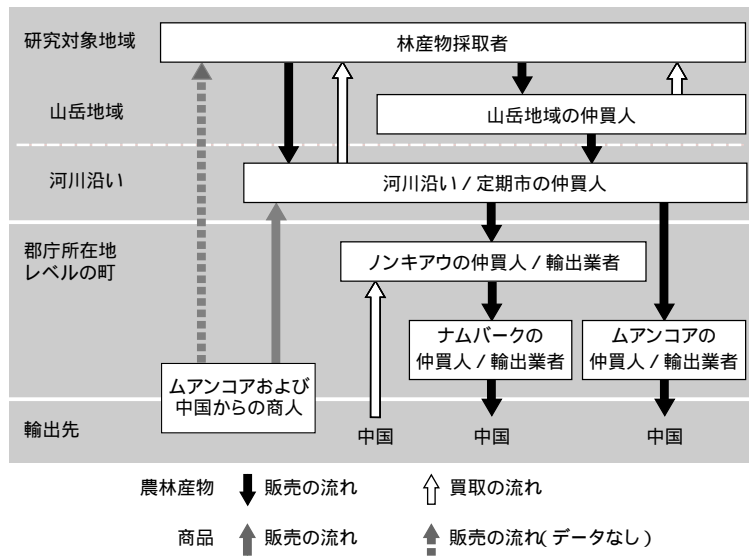 研究対象地域
林産物採取者
山岳地域
山岳地域の仲買人
河川沿い
河川沿い / 定期市の仲買人
郡庁所在地
レベルの町
ノンキアウの仲買人 / 輸出業者
ナムバークの
仲買人 / 輸出業者
ムアンコアの
仲買人 / 輸出業者
ムアンコアおよび
中国からの商人
輸出先
中国
中国
中国
農林産物
販売の流れ
買取の流れ
商品
販売の流れ
販売の流れ(データなし)